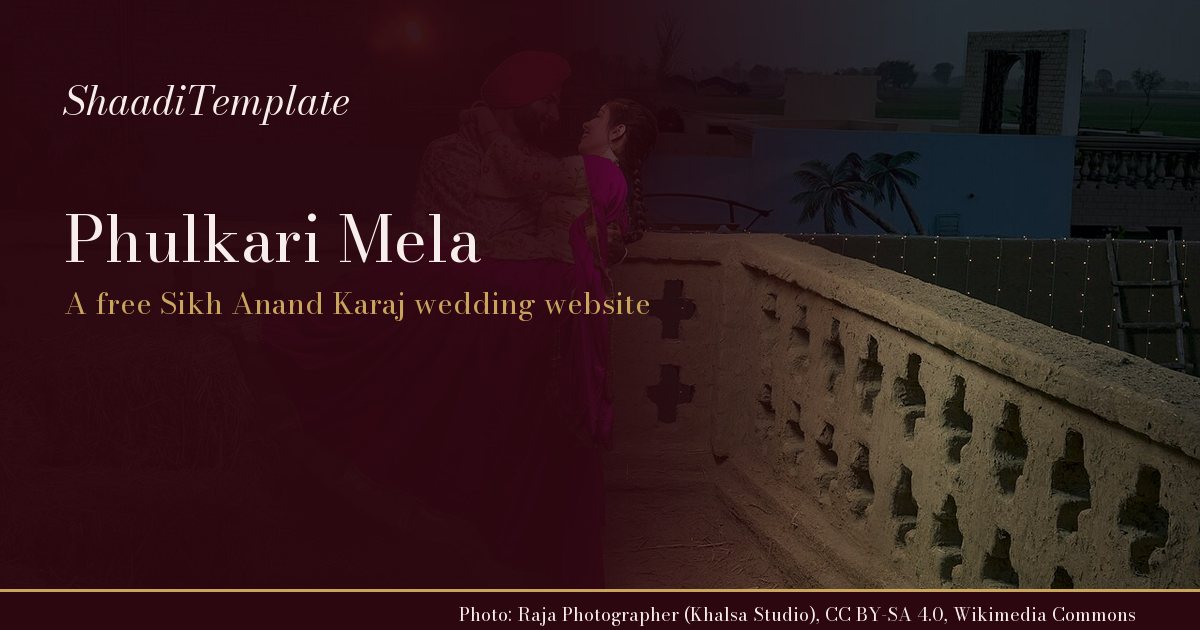 ShaadiTemplate
Phulkari Mela
A free Sikh Anand Karaj wedding website
Photo: Raja Photographer (Khalsa Studio), CC BY-SA 4.0, Wikimedia Commons